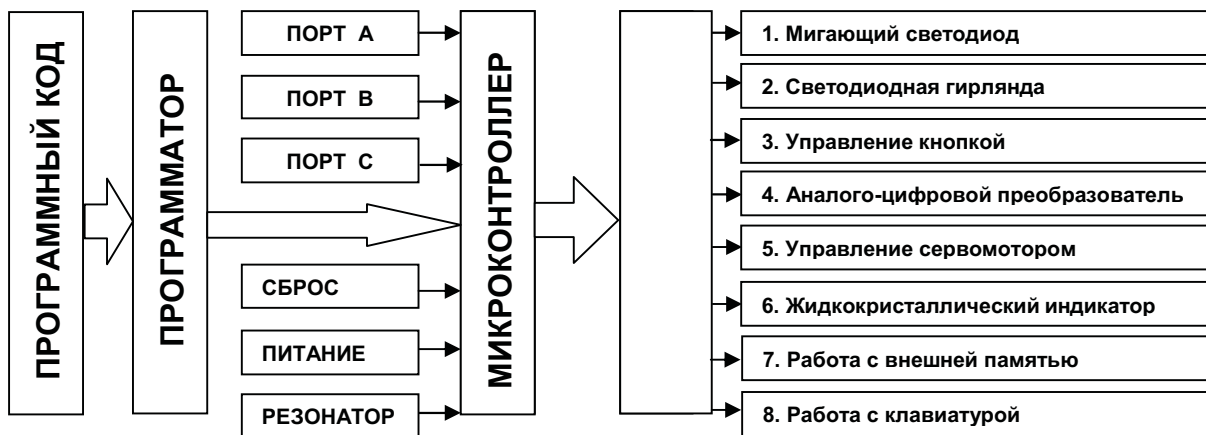 ПРОГРАММНЫЙ КОД
ПРОГРАММАТОР
ПОРТ А
ПОРТ В
ПОРТ С
СБРОС
ПИТАНИЕ
РЕЗОНАТОР
МИКРОКОНТРОЛЛЕР
1. Мигающий светодиод
2. Светодиодная гирлянда
3. Управление кнопкой
4. Аналого-цифровой преобразователь
5. Управление сервомотором
6. Жидкокристаллический индикатор
7. Работа с внешней памятью
8. Работа с клавиатурой